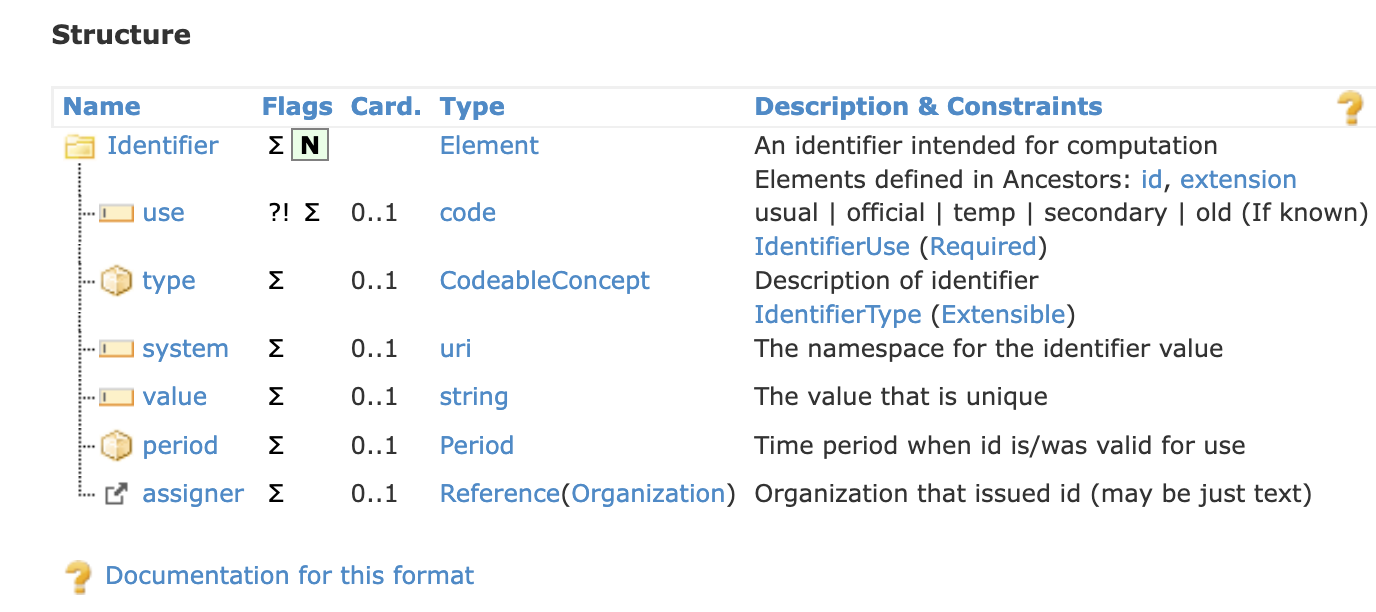 Structure
Name Flags Card. Type Description & Constraints ?
Identifier Σ N Element An identifier intended for computation
Elements defined in Ancestors: id, extension
use ?! Σ 0..1 code usual | official | temp | secondary | old (If known)
IdentifierUse (Required)
type Σ 0..1 CodeableConcept Description of identifier
IdentifierType (Extensible)
system Σ 0..1 uri The namespace for the identifier value
value Σ 0..1 string The value that is unique
period Σ 0..1 Period Time period when id is/was valid for use
assigner Σ 0..1 Reference(Organization) Organization that issued id (may be just text)
? Documentation for this format